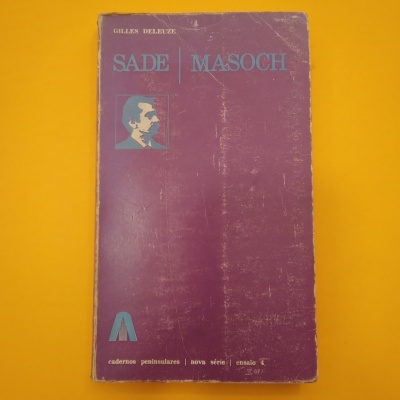 GILLES DELEUZE
SADE | MASOCH
cadernos peninsulares | nova série | ensaio 4